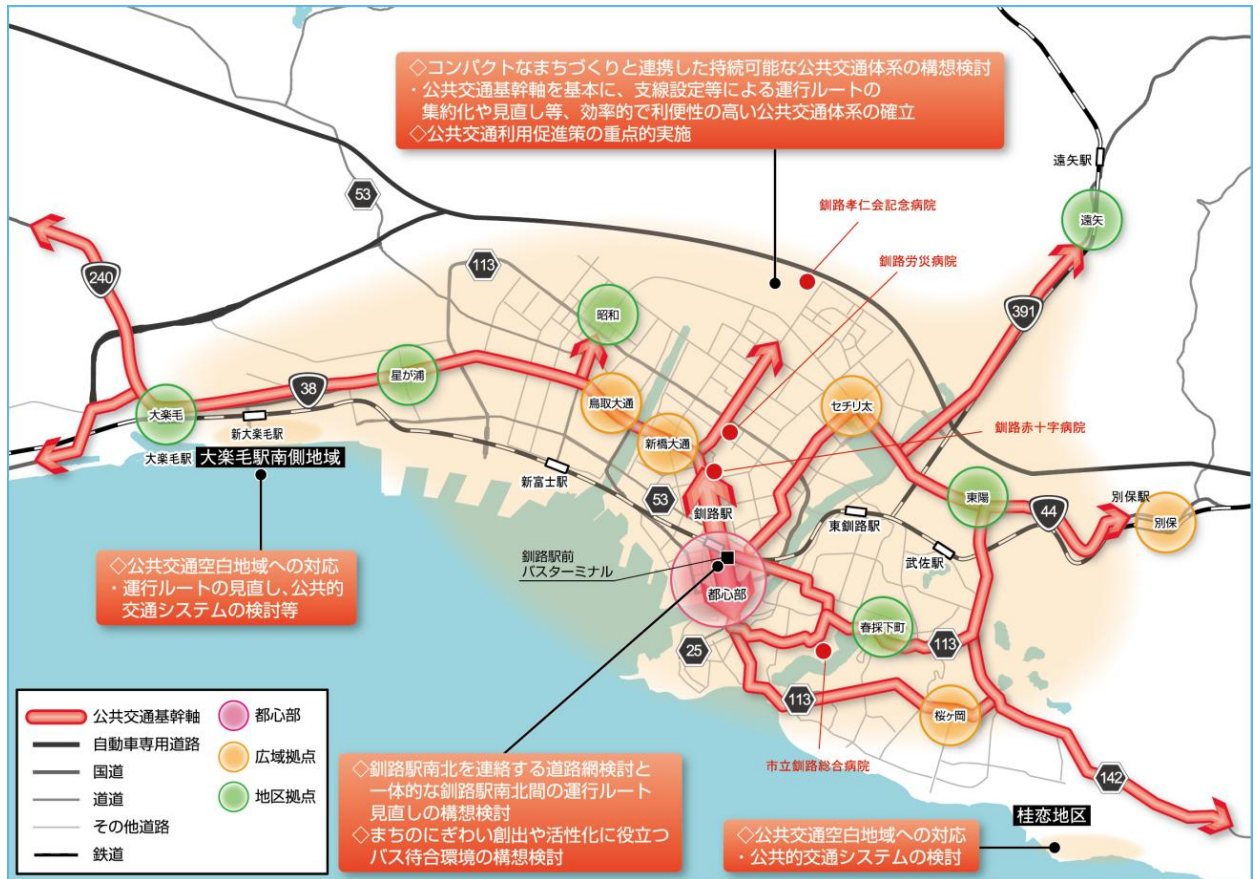 ◇コンパクトなまちづくりと連携した持続可能な公共交通体系の構想検討
・公共交通基幹軸を基本に、支線設定等による運行ルートの
集約化や見直し等、効率的で利便性の高い公共交通体系の確立
◇公共交通利用促進策の重点的実施
遠矢駅
53
釧路孝仁会記念病院
遠矢
240
113
釧路労災病院
昭和
391
星が浦
38
鳥取大通
セチリ太
大楽毛
新大楽毛駅
新橋大通
釧路赤十字病院
大楽毛駅
大楽毛駅南側地域
新富士駅
53
釧路駅
東釧路駅
東陽
44
別保駅
別保
武佐駅
釧路駅前
バスターミナル
都心部
◇公共交通空白地域への対応
・運行ルートの見直し、公共的
交通システムの検討等
春採下町
113
25
113
桜ヶ岡
市立釧路総合病院
142
桂恋地区
公共交通基幹軸
自動車専用道路
国道
道道
その他道路
鉄道
都心部
広域拠点
地区拠点
◇釧路駅南北を連絡する道路網検討と
一体的な釧路駅南北間の運行ルート
見直しの構想検討
◇まちのにぎわい創出や活性化に役立つ
バス待合環境の構想検討
◇公共交通空白地域への対応
・公共的交通システムの検討